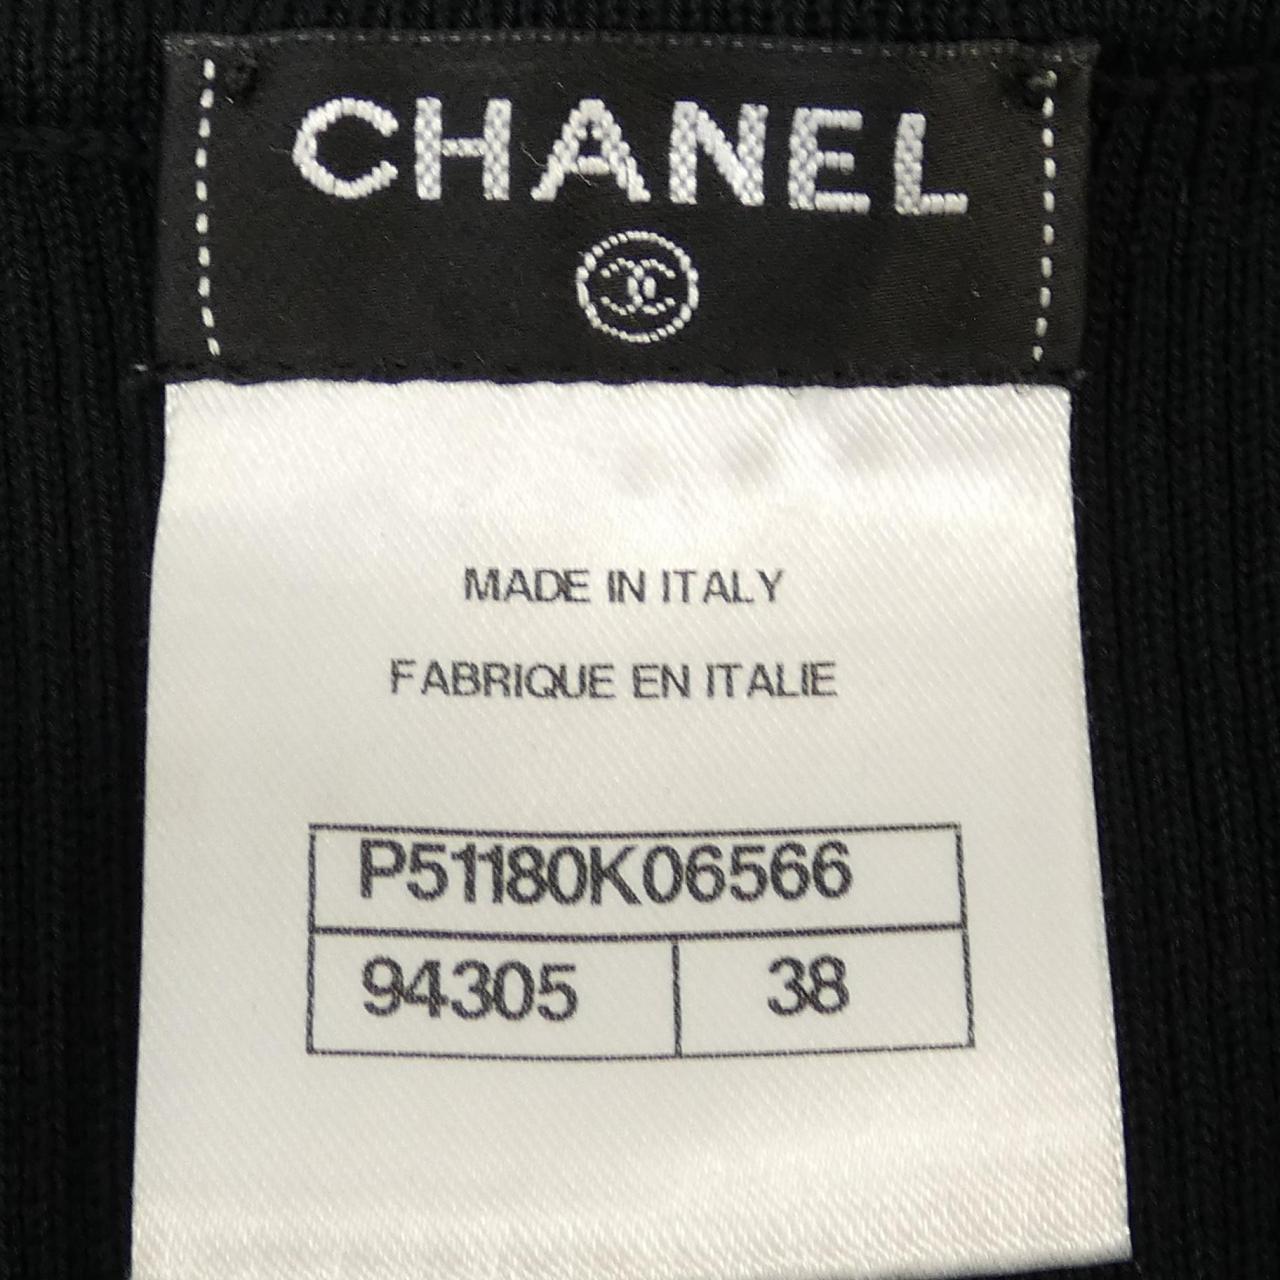 CHANEL
MADE IN ITALY
FABRIQUE EN ITALIE
P51180K06566
94305 38